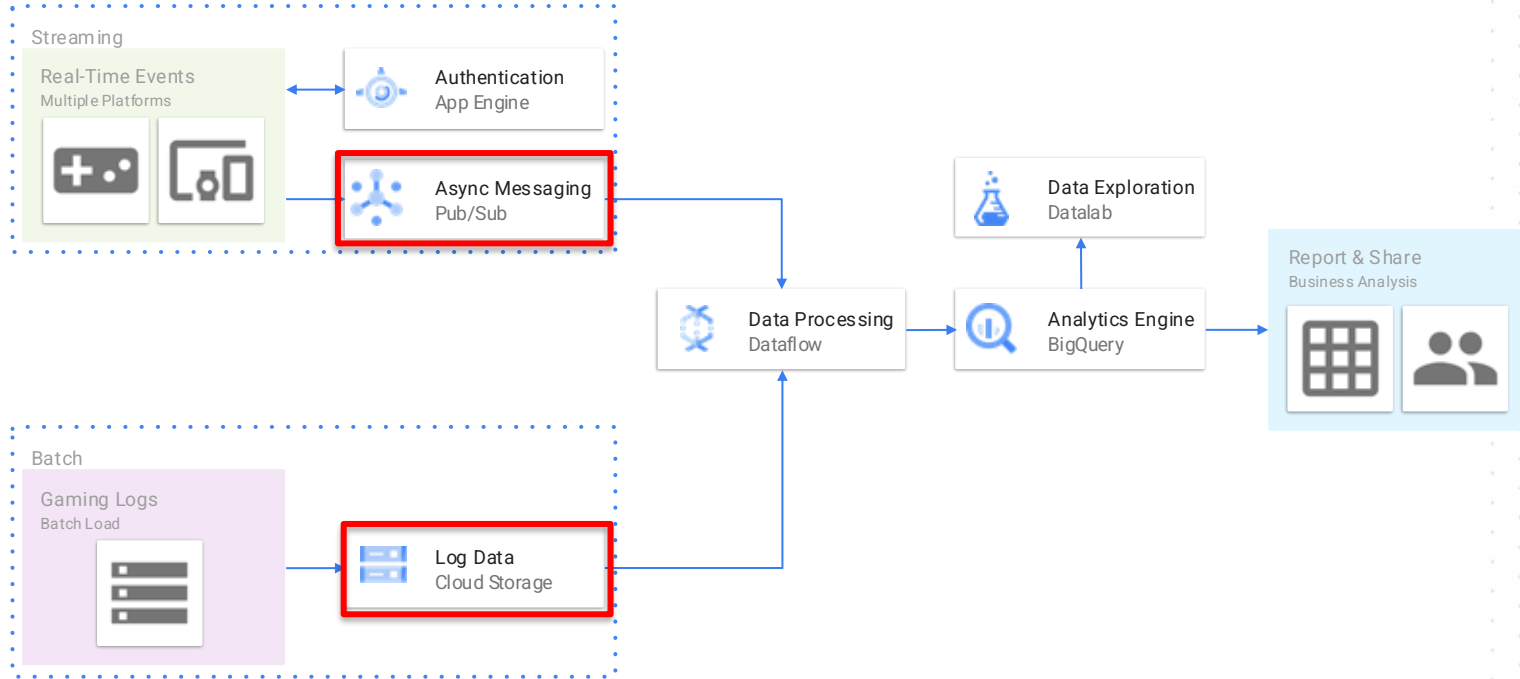 Streaming
Real-Time Events
Multiple Platforms
Authentication
App Engine
Async Messaging
Pub/Sub
Data Exploration
Datalab
Data Processing
Dataflow
Analytics Engine
BigQuery
Report & Share
Business Analysis
Batch
Gaming Logs
Batch Load
Log Data
Cloud Storage